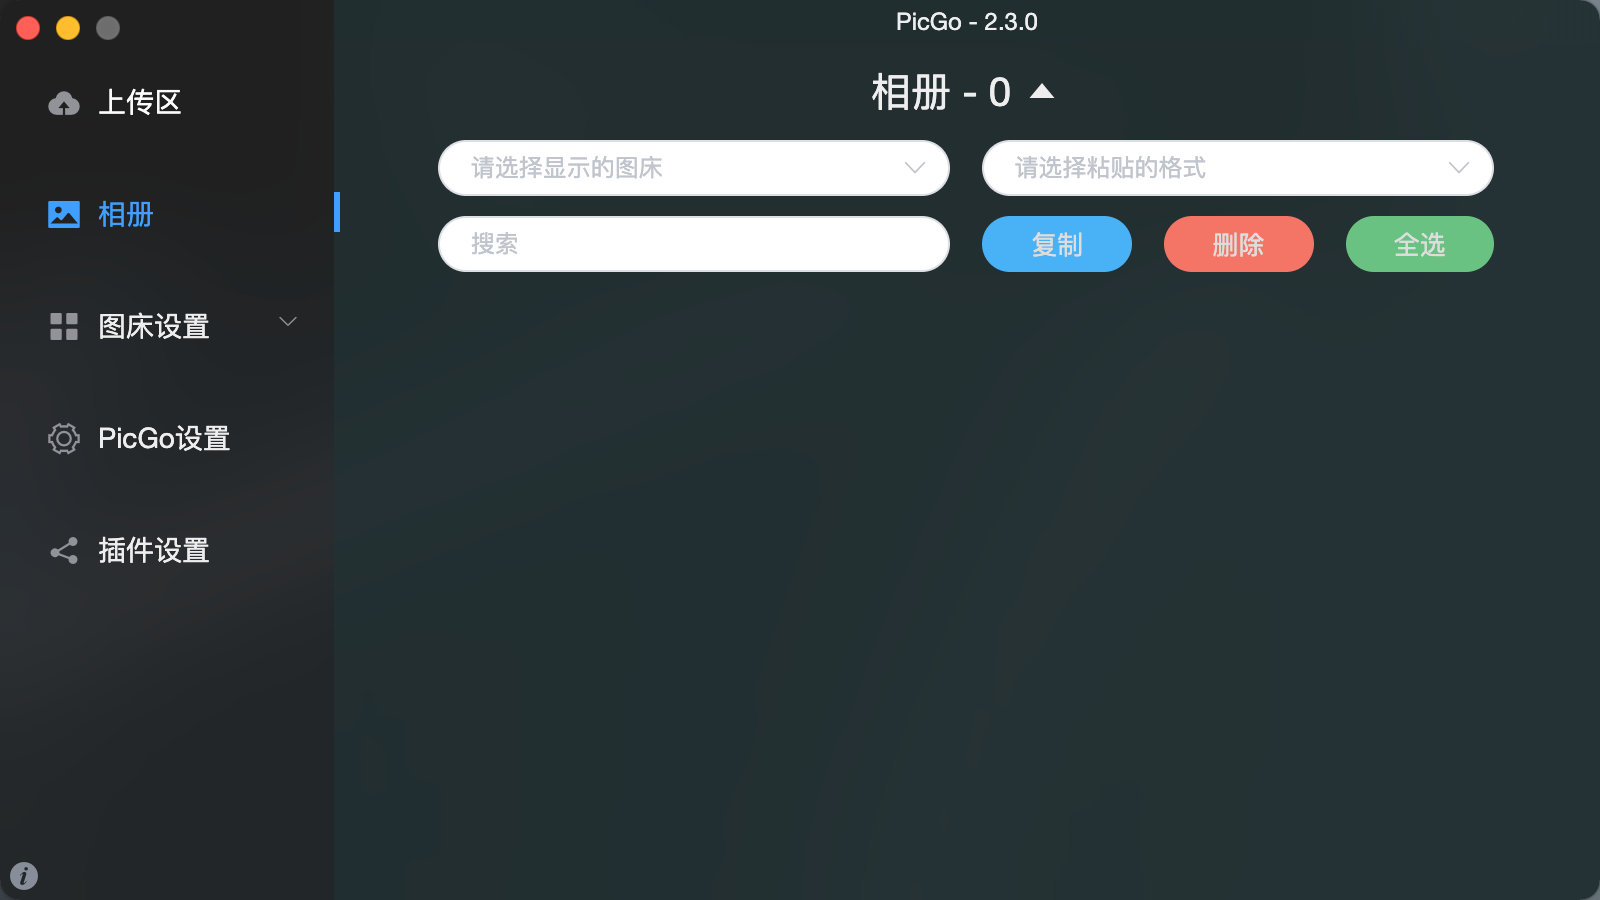 PicGo - 2.3.0
上传区
相册
图床设置
PicGo设置
插件设置
相册 - 0
请选择显示的图床
请选择粘贴的格式
搜索
复制
删除
全选
i